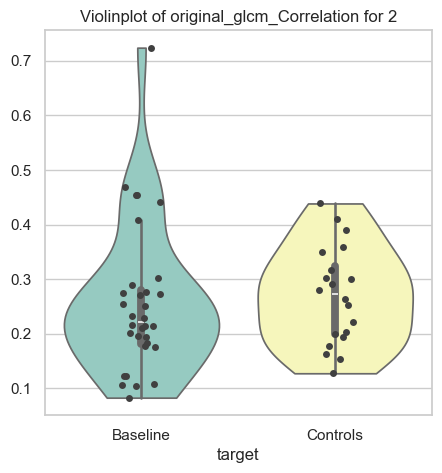 Violinplot of original_glcm_Correlation for 2
0.7
0.6
0.5
0.4
0.3
0.2
0.1
Baseline Controls
target